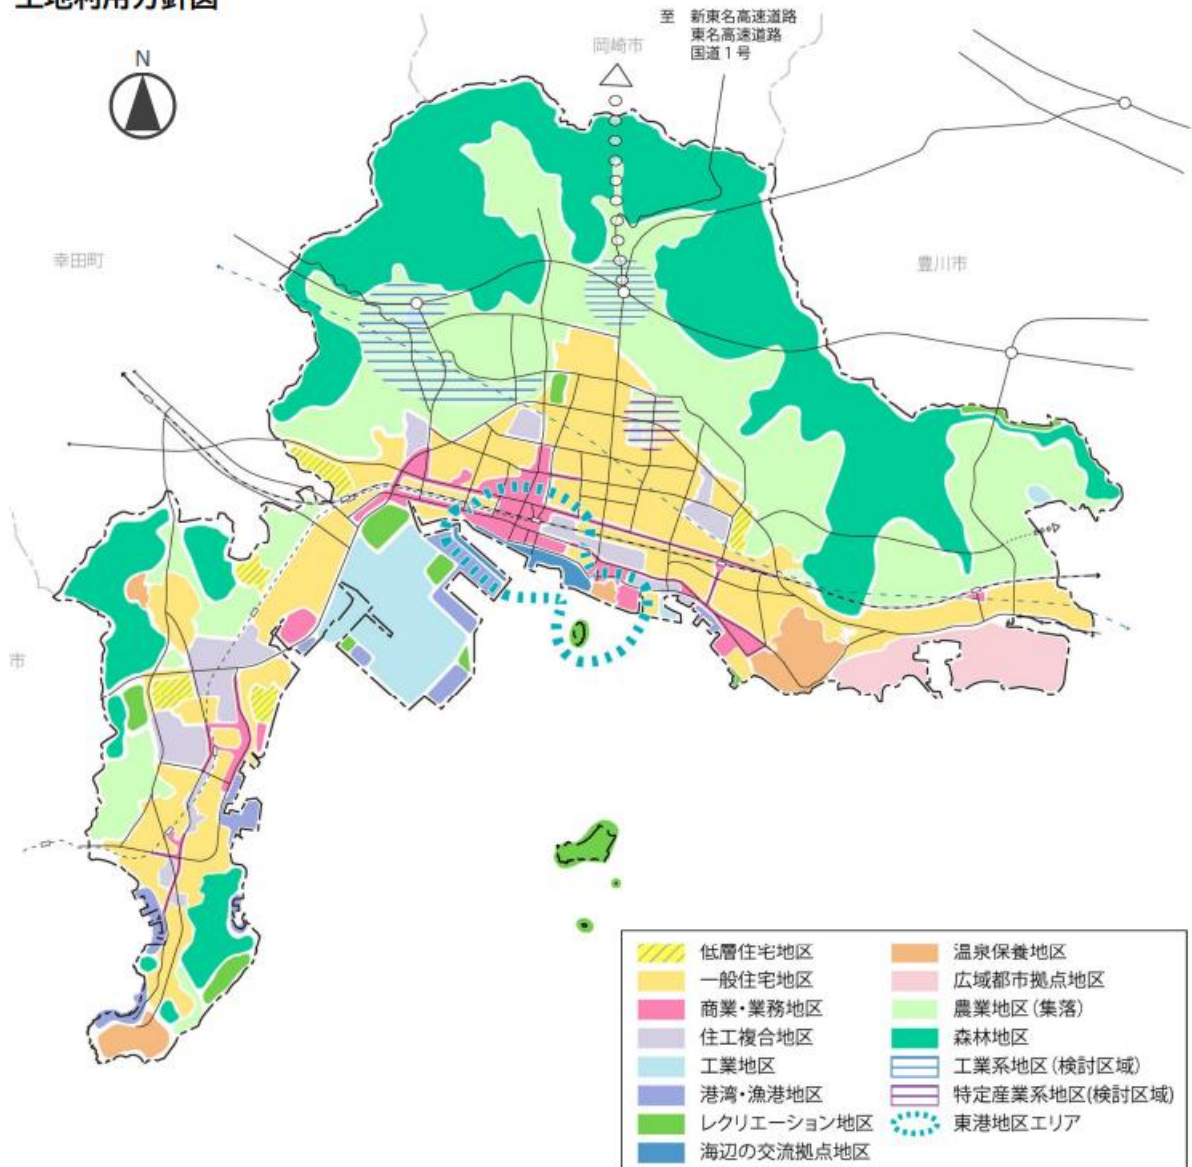 土地利用方針図
至 新東名高速道路
東名高速道路
国道1号
岡崎市
N
幸田町
豊川市
市
低層住宅地区
一般住宅地区
商業・業務地区
住工複合地区
工業地区
港湾・漁港地区
レクリエーション地区
海辺の交流拠点地区
温泉保養地区
広域都市拠点地区
農業地区（集落）
森林地区
工業系地区（検討区域）
特定産業系地区(検討区域)
東港地区エリア